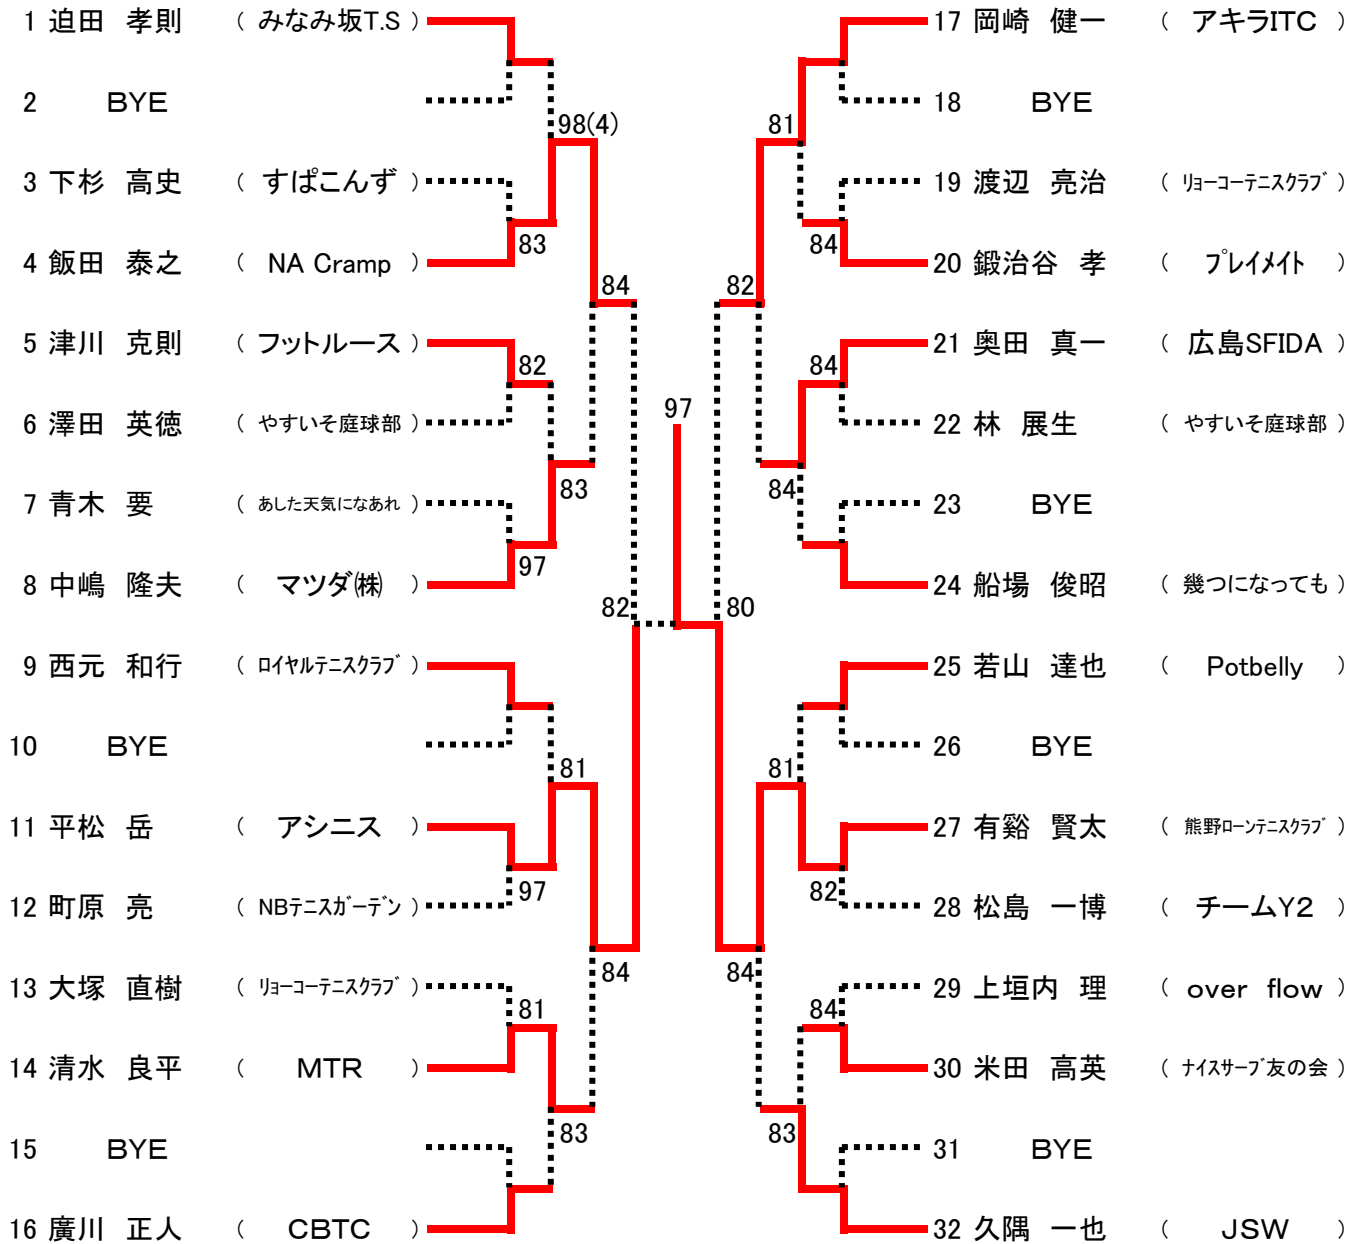 1 迫田 孝則 ( みなみ坂T.S )
2 BYE
98(4)
3 下杉 高史 ( すぱこんず )
83
4 飯田 泰之 ( NA Cramp )
84
5 津川 克則 ( フットルース )
82
6 澤田 英徳 ( やすいそ庭球部 )
83
7 青木 要 ( あした天気になあれ )
97
8 中嶋 隆夫 ( マツダ㈱ )
82
9 西元 和行 ( ロイヤルテニスクラブ )
10 BYE
81
11 平松 岳 ( アシニス )
97
12 町原 亮 ( NBテニスガーデン )
84
13 大塚 直樹 ( リョーコーテニスクラブ )
81
14 清水 良平 ( MTR )
83
15 BYE
16 廣川 正人 ( CBTC )
97
17 岡崎 健一 ( アキラITC )
18 BYE
81
19 渡辺 亮治 ( リョーコーテニスクラブ )
84
20 鍛治谷 孝 ( プレイメイト )
82
21 奥田 真一 ( 広島SFIDA )
84
22 林 展生 ( やすいそ庭球部 )
84
23 BYE
24 船場 俊昭 ( 幾つになっても )
80
25 若山 達也 ( Potbelly )
26 BYE
81
27 有谿 賢太 ( 熊野ローンテニスクラブ )
82
28 松島 一博 ( チームY2 )
84
29 上垣内 理 ( over flow )
84
30 米田 高英 ( ナイスサーブ友の会 )
83
31 BYE
32 久隅 一也 ( JSW )